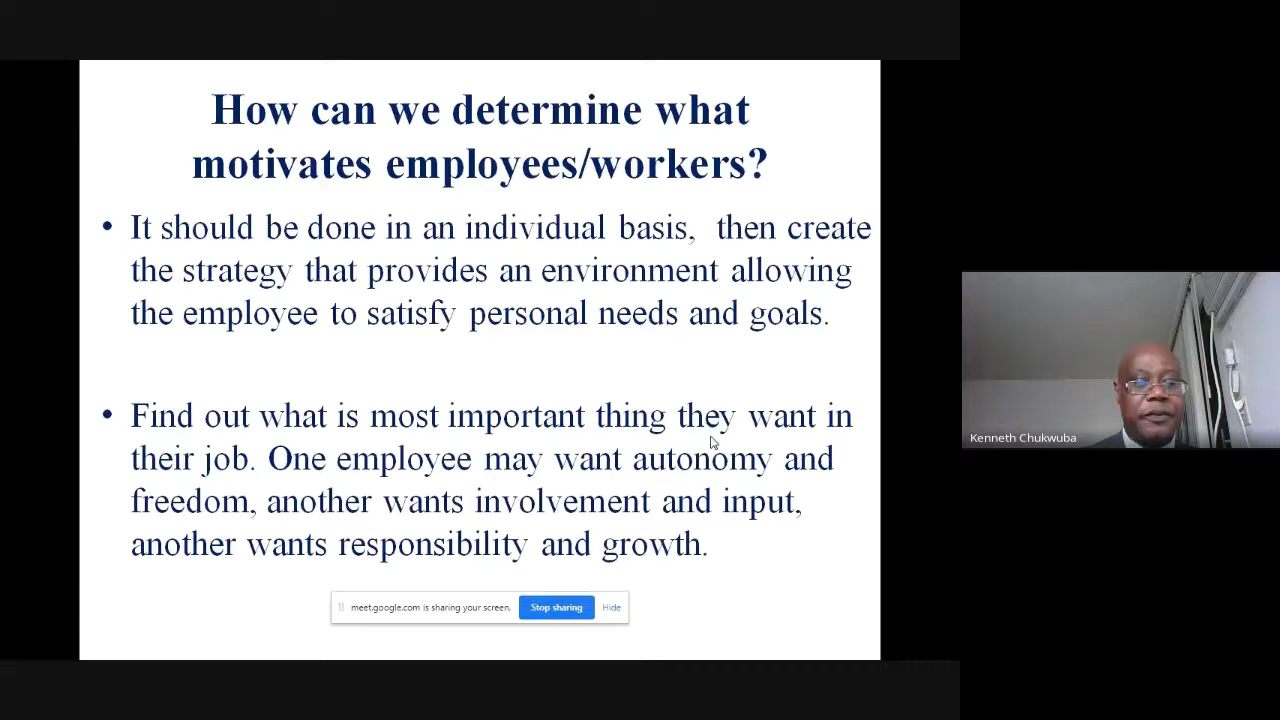 How can we determine what
motivates employees/workers?
• It should be done in an individual basis, then create
the strategy that provides an environment allowing
the employee to satisfy personal needs and goals.
• Find out what is most important thing they want in
their job. One employee may want autonomy and
freedom, another wants involvement and input,
another wants responsibility and growth.
meet.google.com is sharing your screen. Stop sharing Hide
Kenneth Chukwuba